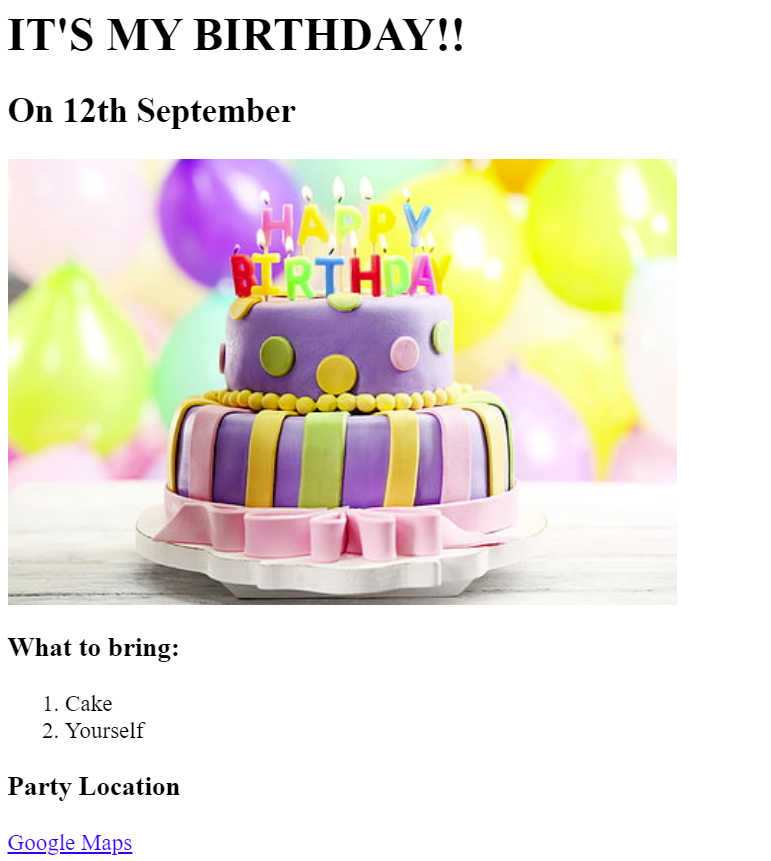 IT'S MY BIRTHDAY!!
On 12th September
HAPPY
BIRTHDAY
What to bring:
1. Cake
2. Yourself
Party Location
Google Maps